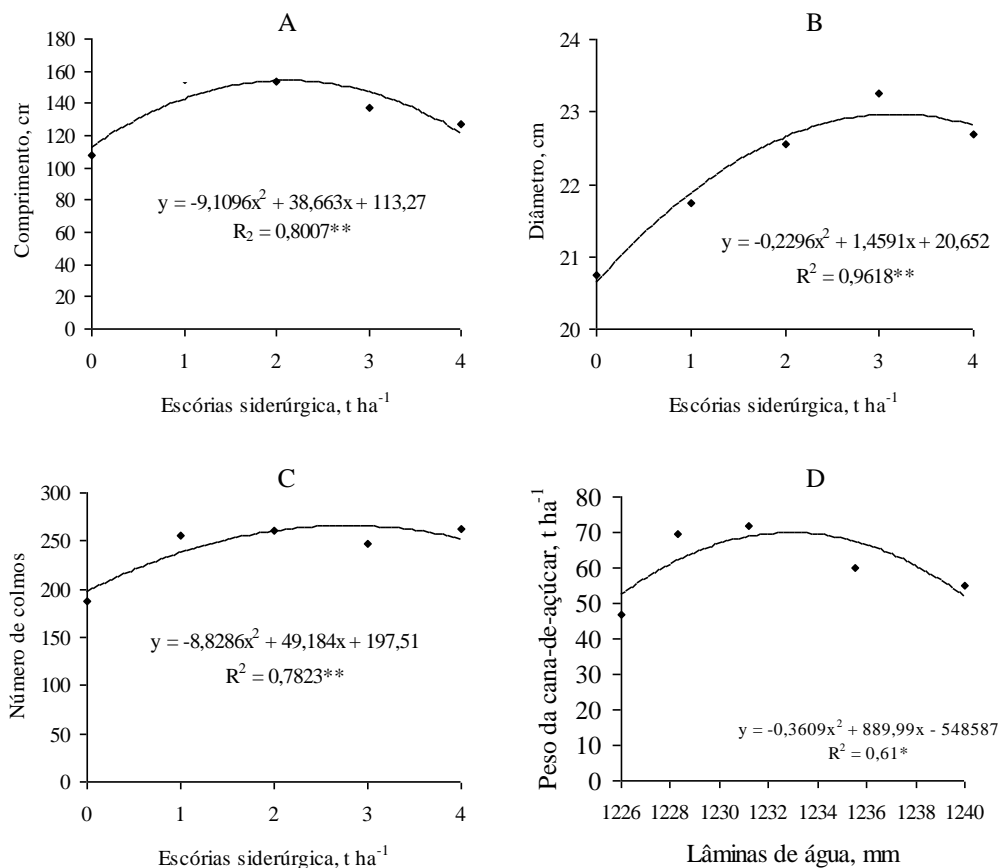 A
Comprimento, cm
180
160
140
120
100
80
60
40
20
0
y = -9,1096x² + 38,663x + 113,27
R₂ = 0,8007**
0 1 2 3 4
Escórias siderúrgica, t ha⁻¹
B
Diâmetro, cm
24
23
22
21
20
y = -0,2296x² + 1,4591x + 20,652
R² = 0,9618**
0 1 2 3 4
Escórias siderúrgica, t ha⁻¹
C
Número de colmos
300
250
200
150
100
50
0
y = -8,8286x² + 49,184x + 197,51
R² = 0,7823**
0 1 2 3 4
Escórias siderúrgica, t ha⁻¹
D
Peso da cana-de-açúcar, t ha⁻¹
80
70
60
50
40
30
20
10
0
y = -0,3609x² + 889,99x - 548587
R² = 0,61*
1226 1228 1230 1232 1234 1236 1238 1240
Lâminas de água, mm